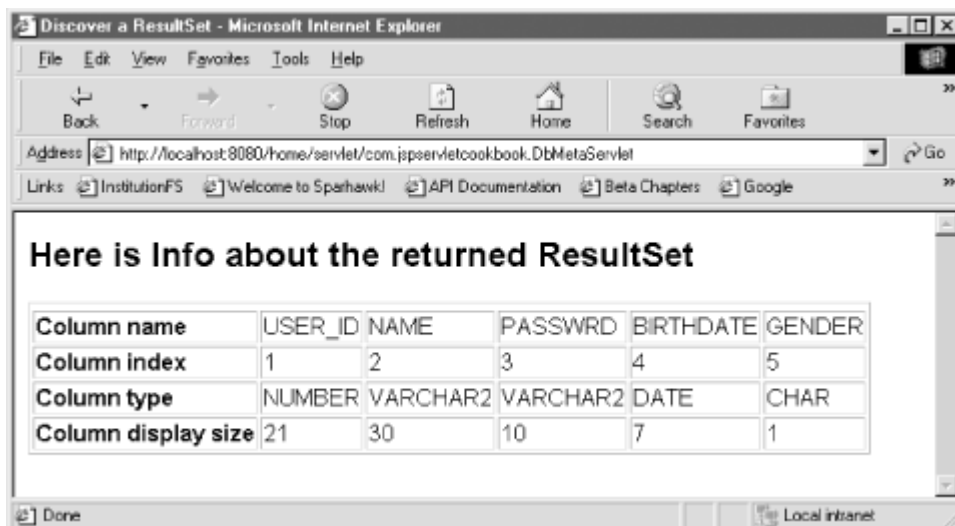 Discover a ResultSet - Microsoft Internet Explorer
File Edit View Favorites Tools Help
Back Forward Stop Refresh Home Search Favorites »
Address http://localhost:8080/home/servlet/com.jspservletcookbook.DbMetaServlet Go
Links InstitutionFS Welcome to Sparhawk! API Documentation Beta Chapters Google »
Here is Info about the returned ResultSet
Column name USER_ID NAME PASSWRD BIRTHDATE GENDER
Column index 1 2 3 4 5
Column type NUMBER VARCHAR2 VARCHAR2 DATE CHAR
Column display size 21 30 10 7 1
Done Local intranet